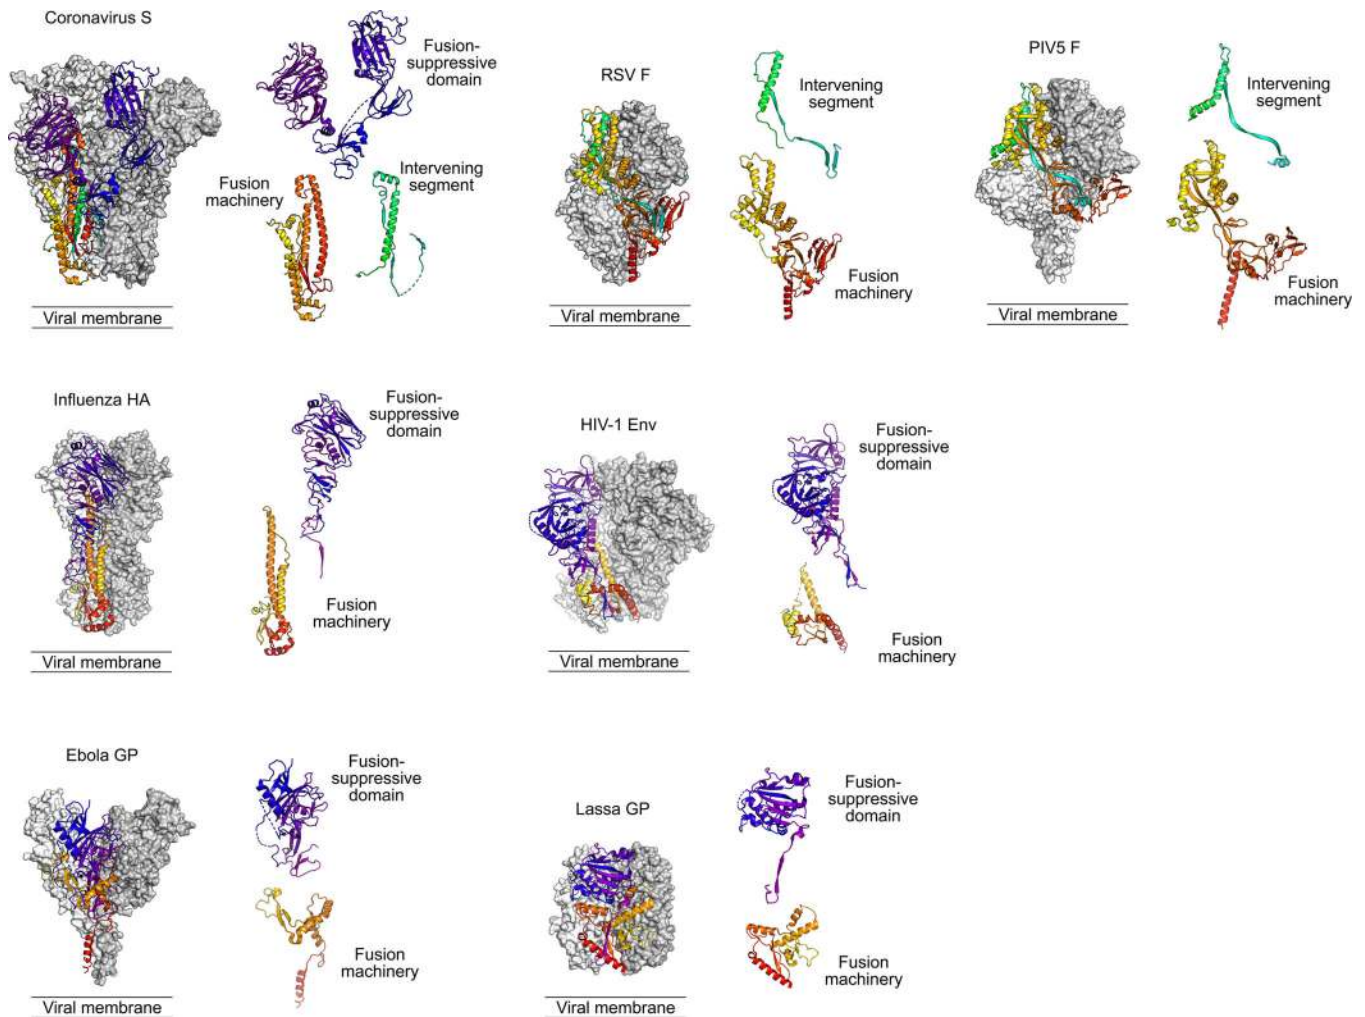 Coronavirus S
Fusion-
suppressive
domain
Fusion
machinery
Intervening
segment
Viral membrane
RSV F
Intervening
segment
Fusion
machinery
Viral membrane
PIV5 F
Intervening
segment
Fusion
machinery
Viral membrane
Influenza HA
Fusion-
suppressive
domain
Fusion
machinery
Viral membrane
HIV-1 Env
Fusion-
suppressive
domain
Fusion
machinery
Viral membrane
Ebola GP
Fusion-
suppressive
domain
Fusion
machinery
Viral membrane
Lassa GP
Fusion-
suppressive
domain
Fusion
machinery
Viral membrane